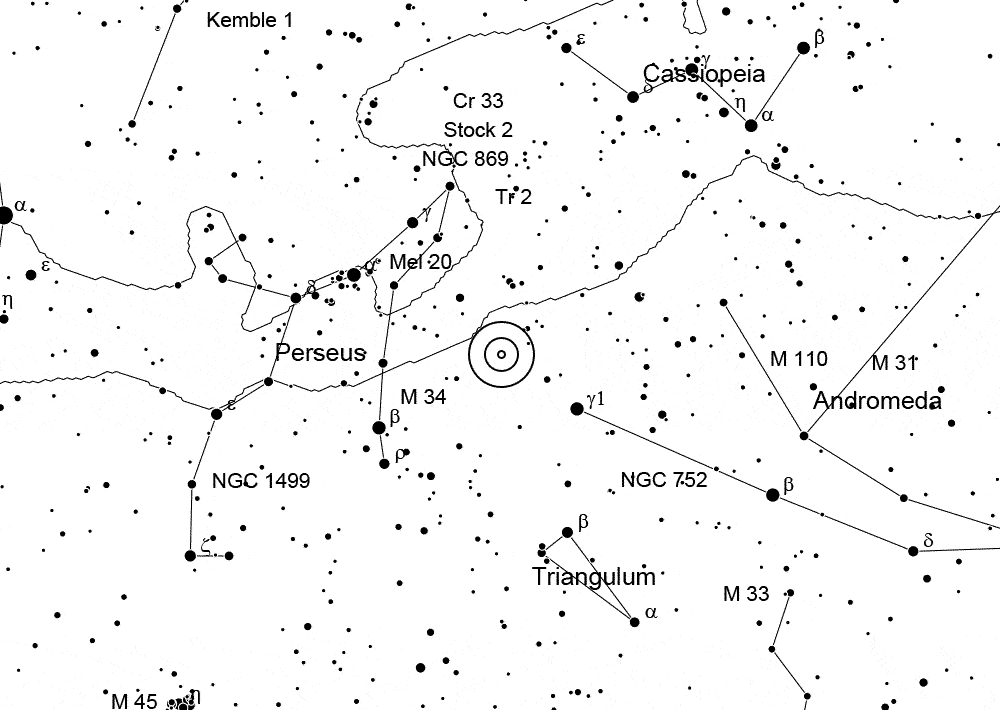 Kemble 1
ε
β
γ
Cassiopeia
δ
η
α
Cr 33
Stock 2
NGC 869
Tr 2
α
γ
ε
α
Mel 20
η
δ
Perseus
M 110
M 31
ε
M 34
γ1
Andromeda
β
ρ
NGC 1499
NGC 752
β
ζ
β
δ
Triangulum
M 33
α
M 45
η